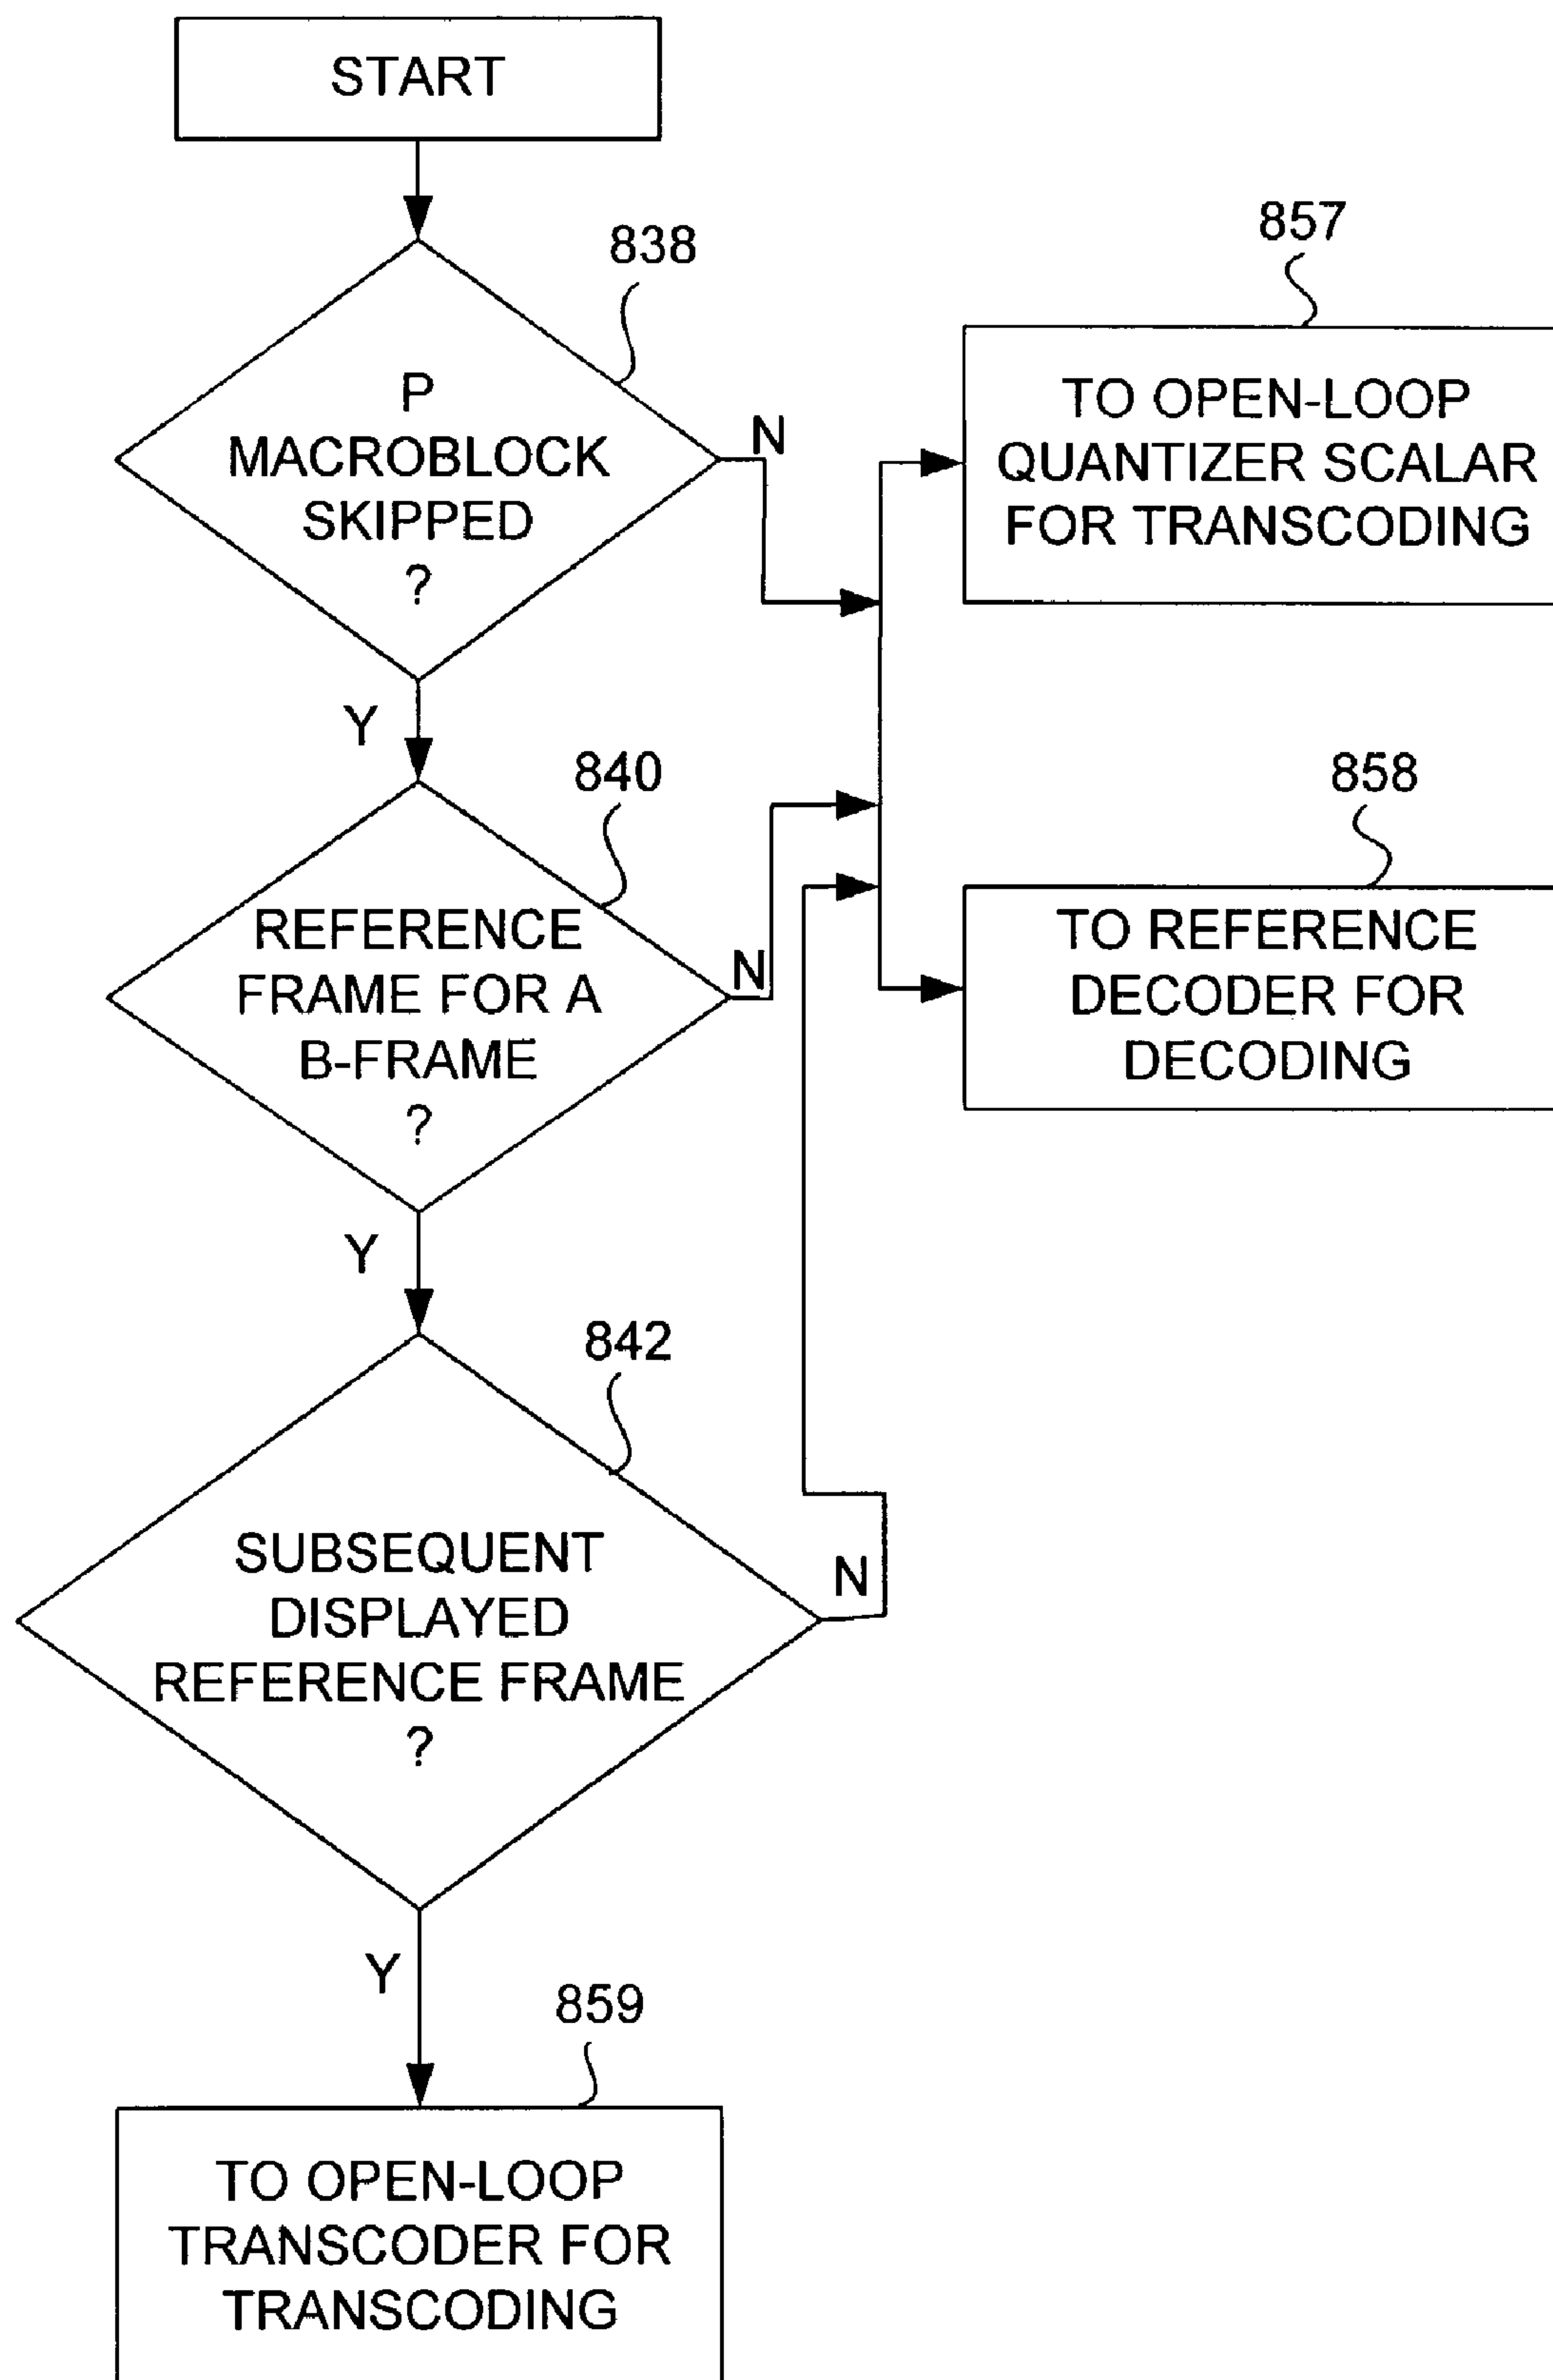 START
838
P
MACROBLOCK
SKIPPED
?
N
Y
857
TO OPEN-LOOP
QUANTIZER SCALAR
FOR TRANSCODING
840
REFERENCE
FRAME FOR A
B-FRAME
?
N
Y
858
TO REFERENCE
DECODER FOR
DECODING
842
SUBSEQUENT
DISPLAYED
REFERENCE FRAME
?
N
Y
859
TO OPEN-LOOP
TRANSCODER FOR
TRANSCODING